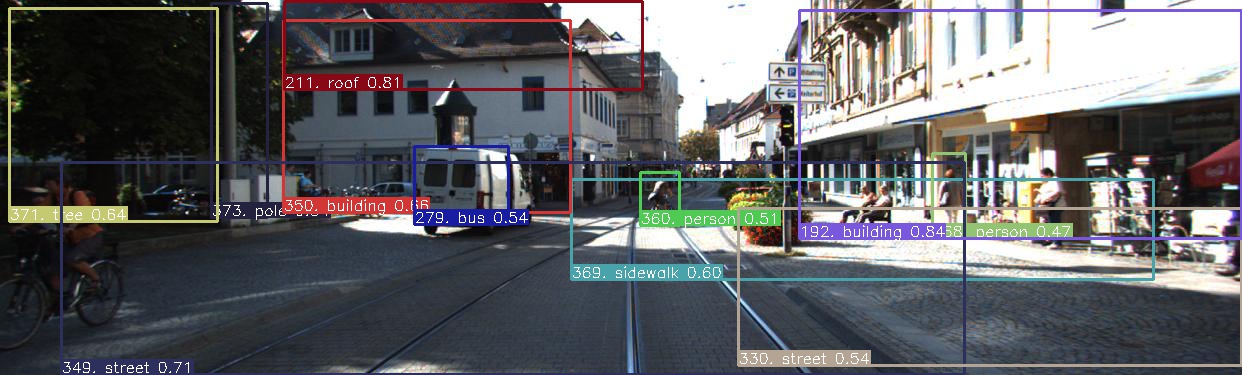 211. roof 0.81
371. tree 0.64
373. pole
350. building 0.66
279. bus 0.54
360. person 0.51
192. building 0.84
person 0.47
369. sidewalk 0.60
330. street 0.54
349. street 0.71
P
P